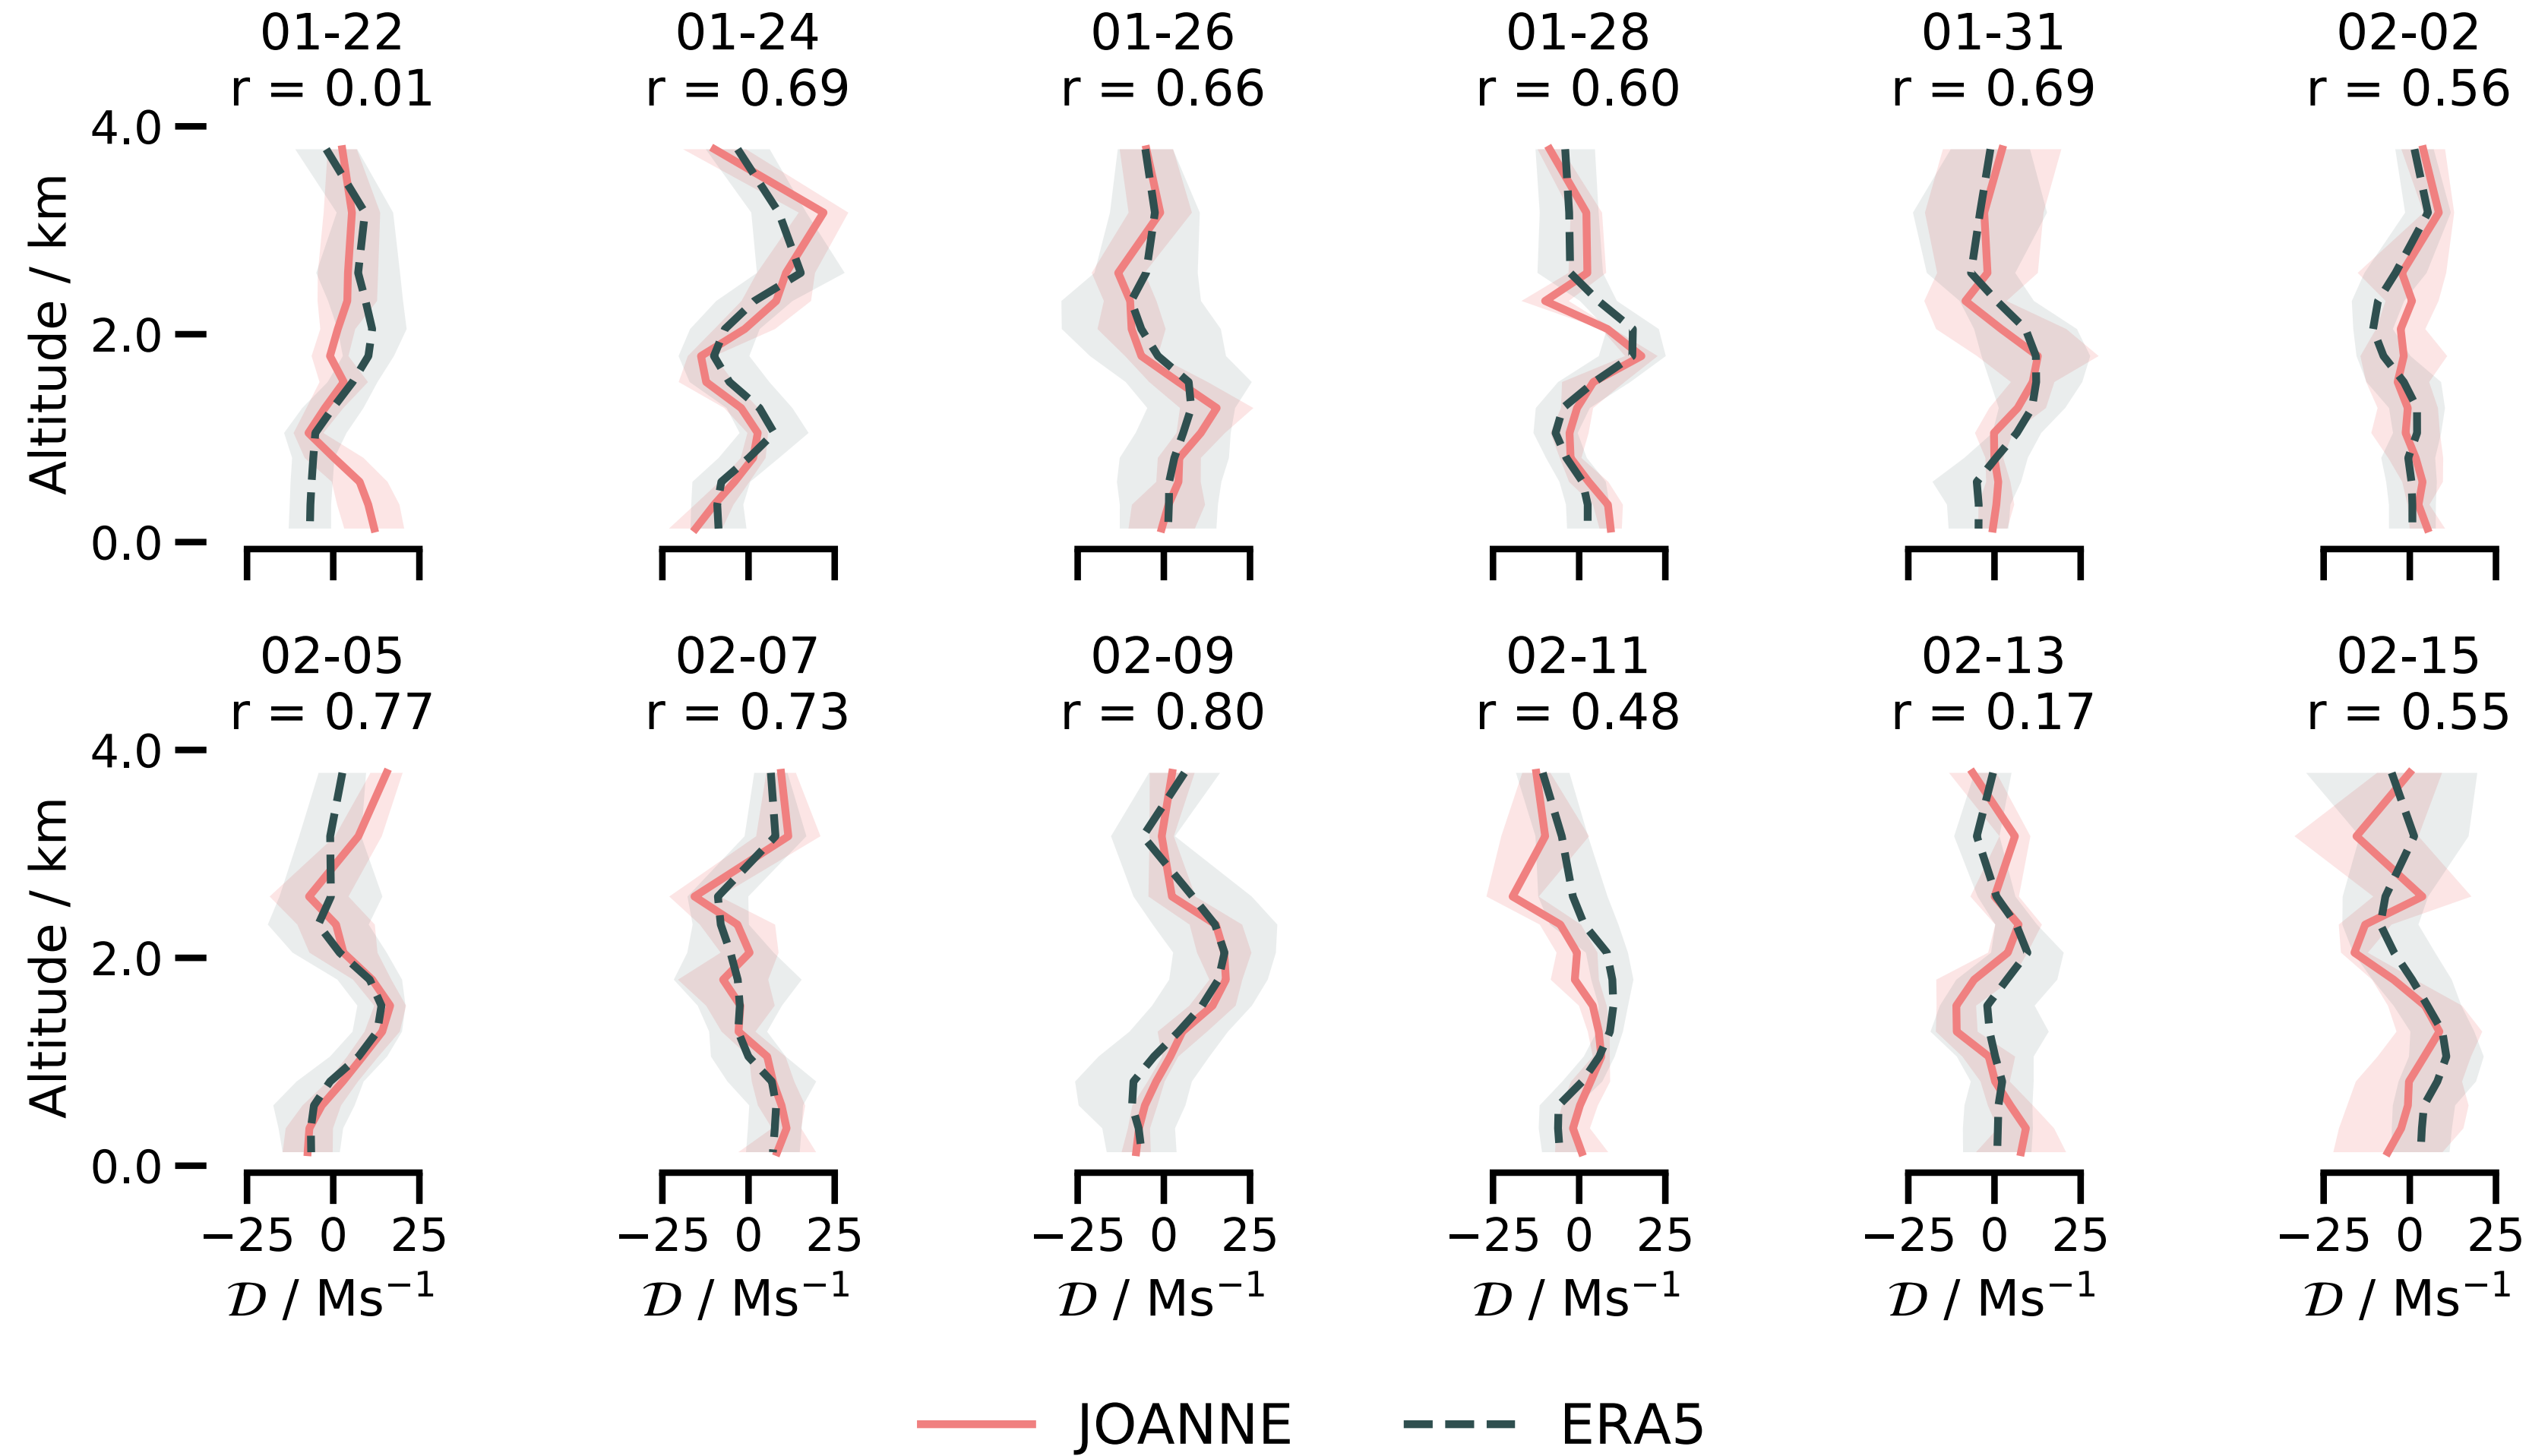 01-22 01-24 01-26 01-28 01-31 02-02
r = 0.01 r = 0.69 r = 0.66 r = 0.60 r = 0.69 r = 0.56
4.0
Altitude / km
2.0
0.0
02-05 02-07 02-09 02-11 02-13 02-15
r = 0.77 r = 0.73 r = 0.80 r = 0.48 r = 0.17 r = 0.55
4.0
Altitude / km
2.0
0.0
−25 0 25 −25 0 25 −25 0 25 −25 0 25 −25 0 25 −25 0 25
𝒟 / Ms⁻¹ 𝒟 / Ms⁻¹ 𝒟 / Ms⁻¹ 𝒟 / Ms⁻¹ 𝒟 / Ms⁻¹ 𝒟 / Ms⁻¹
JOANNE ERA5